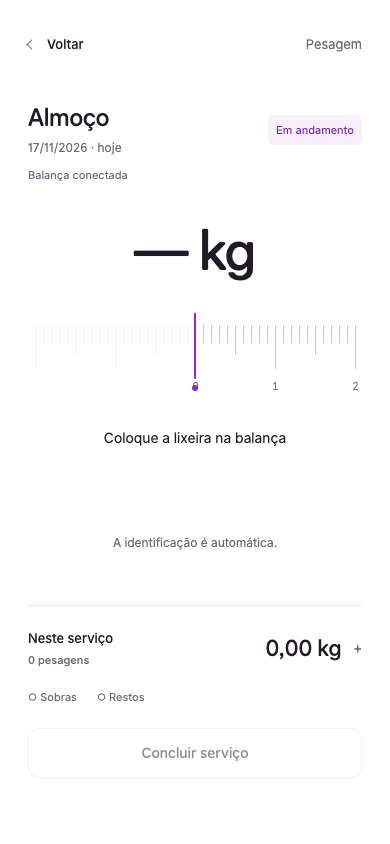 Voltar
Pesagem
Almoço
Em andamento
17/11/2026 · hoje
Balança conectada
— kg
0 1 2
Coloque a lixeira na balança
A identificação é automática.
Neste serviço
0,00 kg +
0 pesagens
Sobras Restos
Concluir serviço